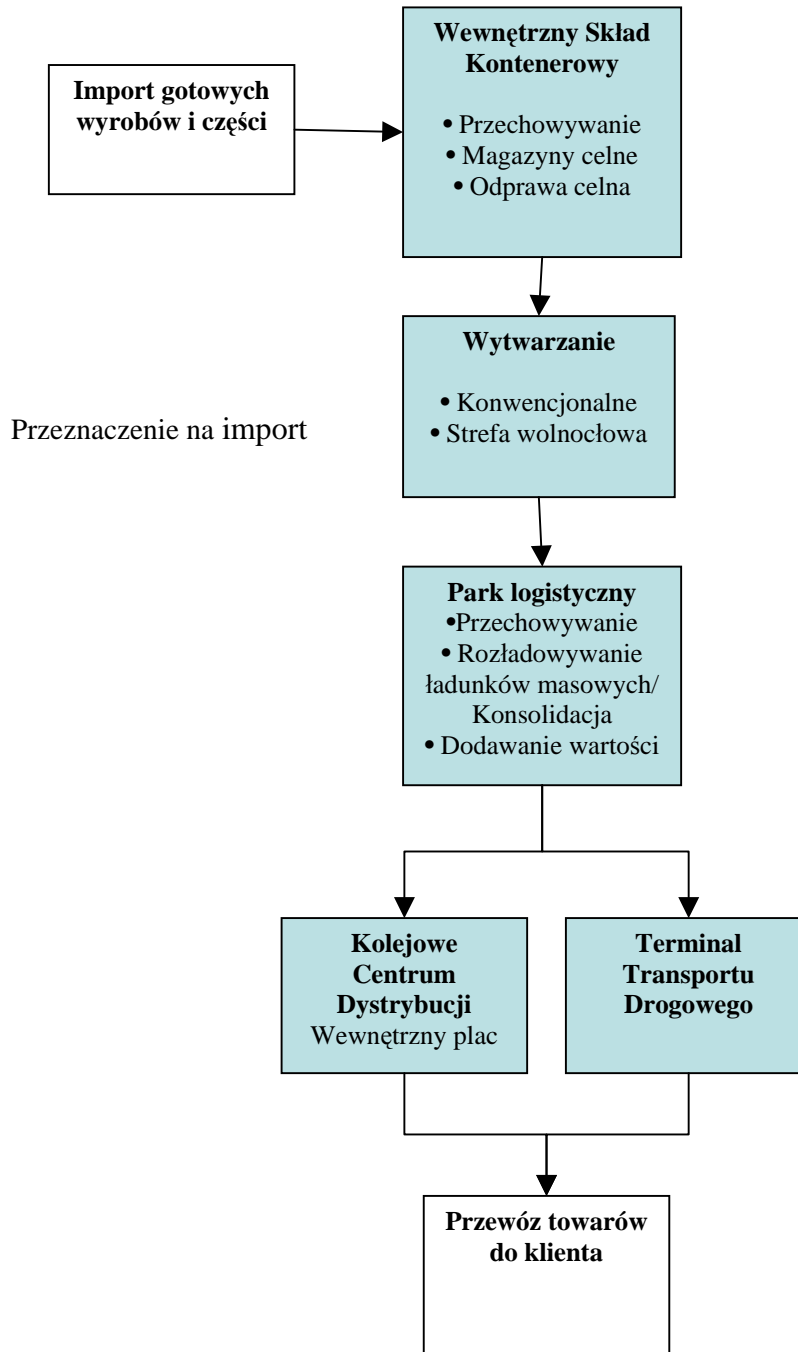 Wewnętrzny Skład
Kontenerowy
• Przechowywanie
• Magazyny celne
• Odprawa celna
Import gotowych
wyrobów i części
Wytwarzanie
• Konwencjonalne
• Strefa wolnocłowa
Przeznaczenie na import
Park logistyczny
•Przechowywanie
• Rozładowywanie
ładunków masowych/
Konsolidacja
• Dodawanie wartości
Kolejowe
Centrum
Dystrybucji
Wewnętrzny plac
Terminal
Transportu
Drogowego
Przewóz towarów
do klienta